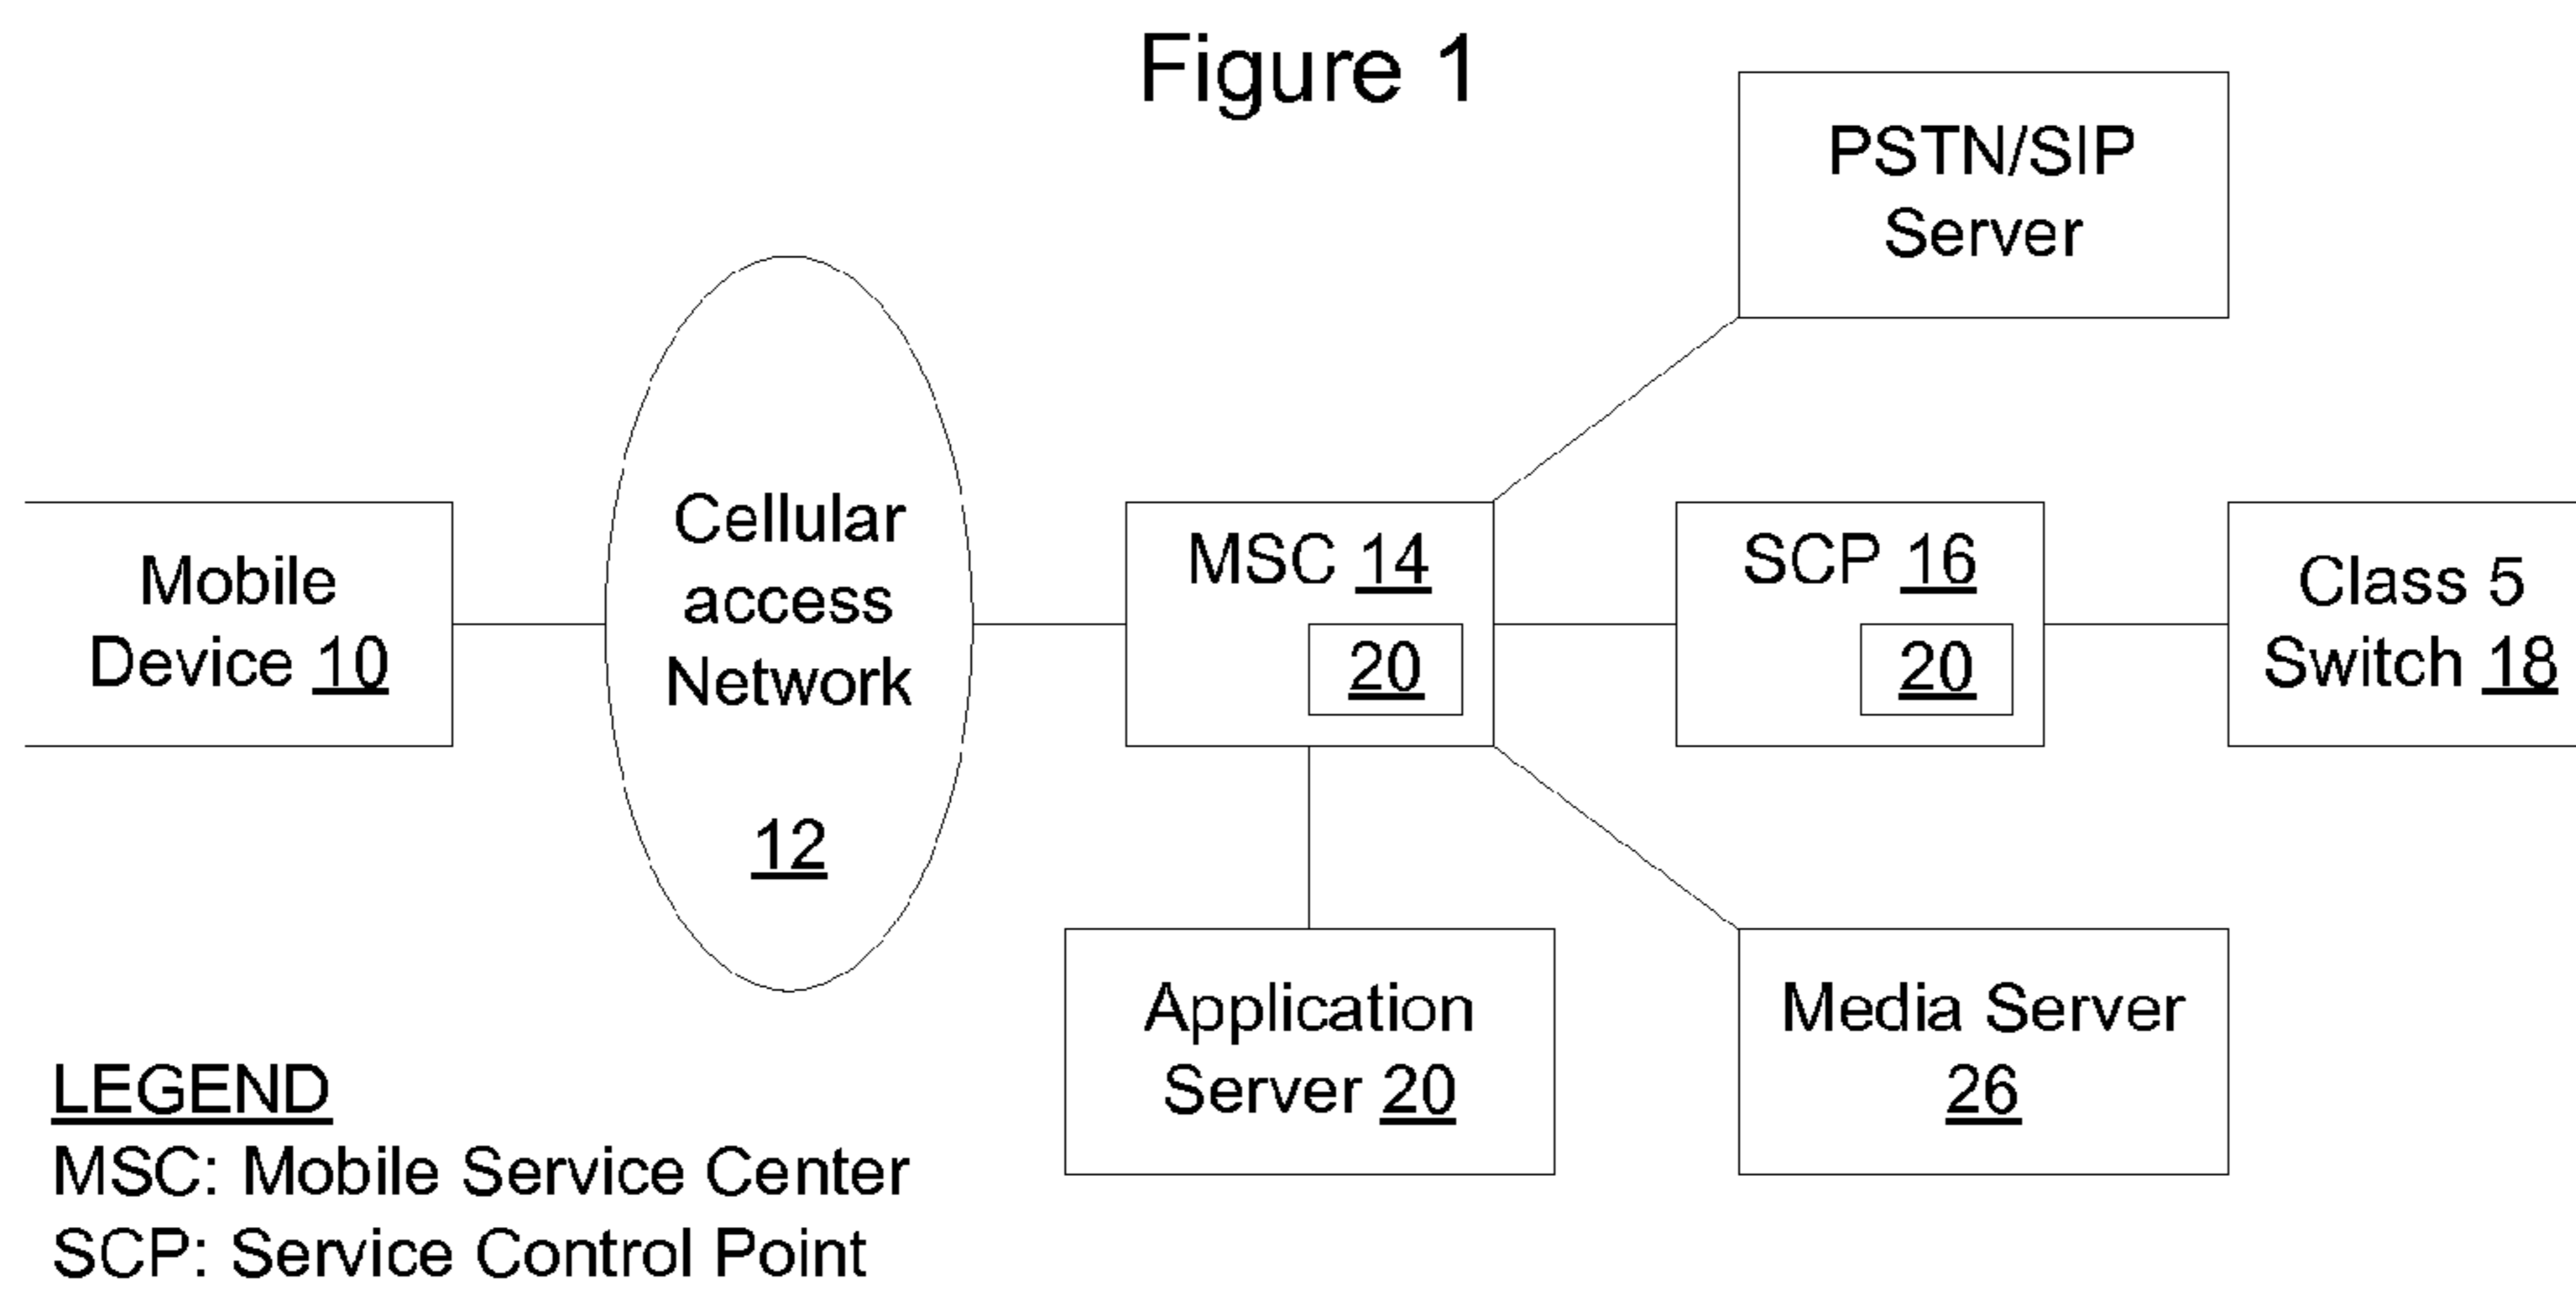 Figure 1
PSTN/SIP
Server
Mobile
Device 10
Cellular
access
Network
12
MSC 14
20
SCP 16
20
Class 5
Switch 18
Application
Server 20
Media Server
26
LEGEND
MSC: Mobile Service Center
SCP: Service Control Point